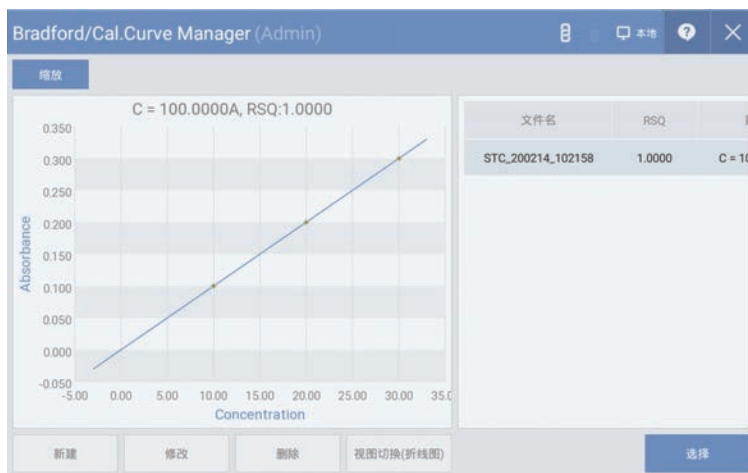 Bradford/Cal.Curve Manager (Admin)
本地
?
缩放
C = 100.0000A, RSQ:1.0000
0.350
0.300
0.250
0.200
0.150
0.100
0.050
0.000
-0.050
Absorbance
-5.00 0.00 5.00 10.00 15.00 20.00 25.00 30.00 35.0
Concentration
文件名 RSQ
STC_200214_102158 1.0000 C = 10
新建 修改 删除 视图切换(折线图) 选择